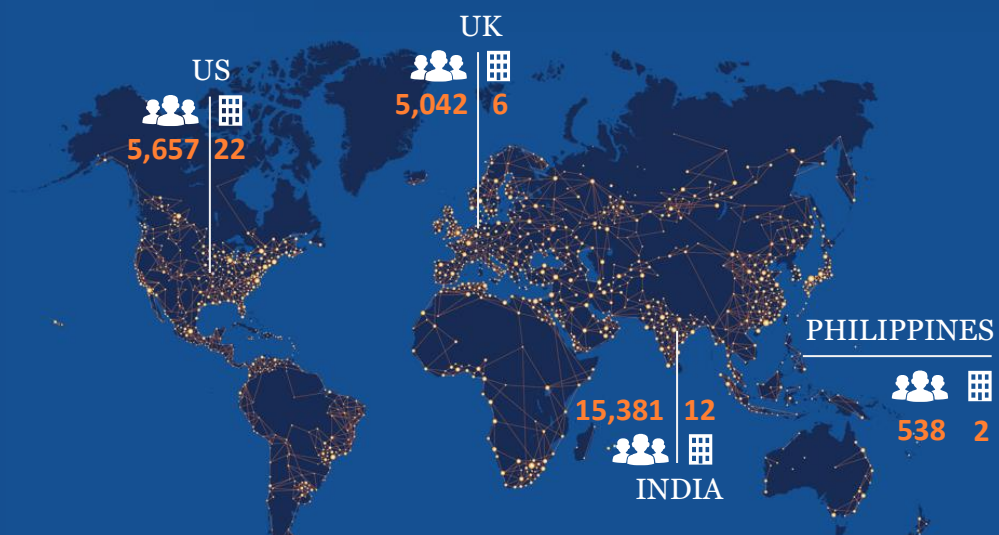 UK
5,042 6
US
5,657 22
PHILIPPINES
538 2
15,381 12
INDIA